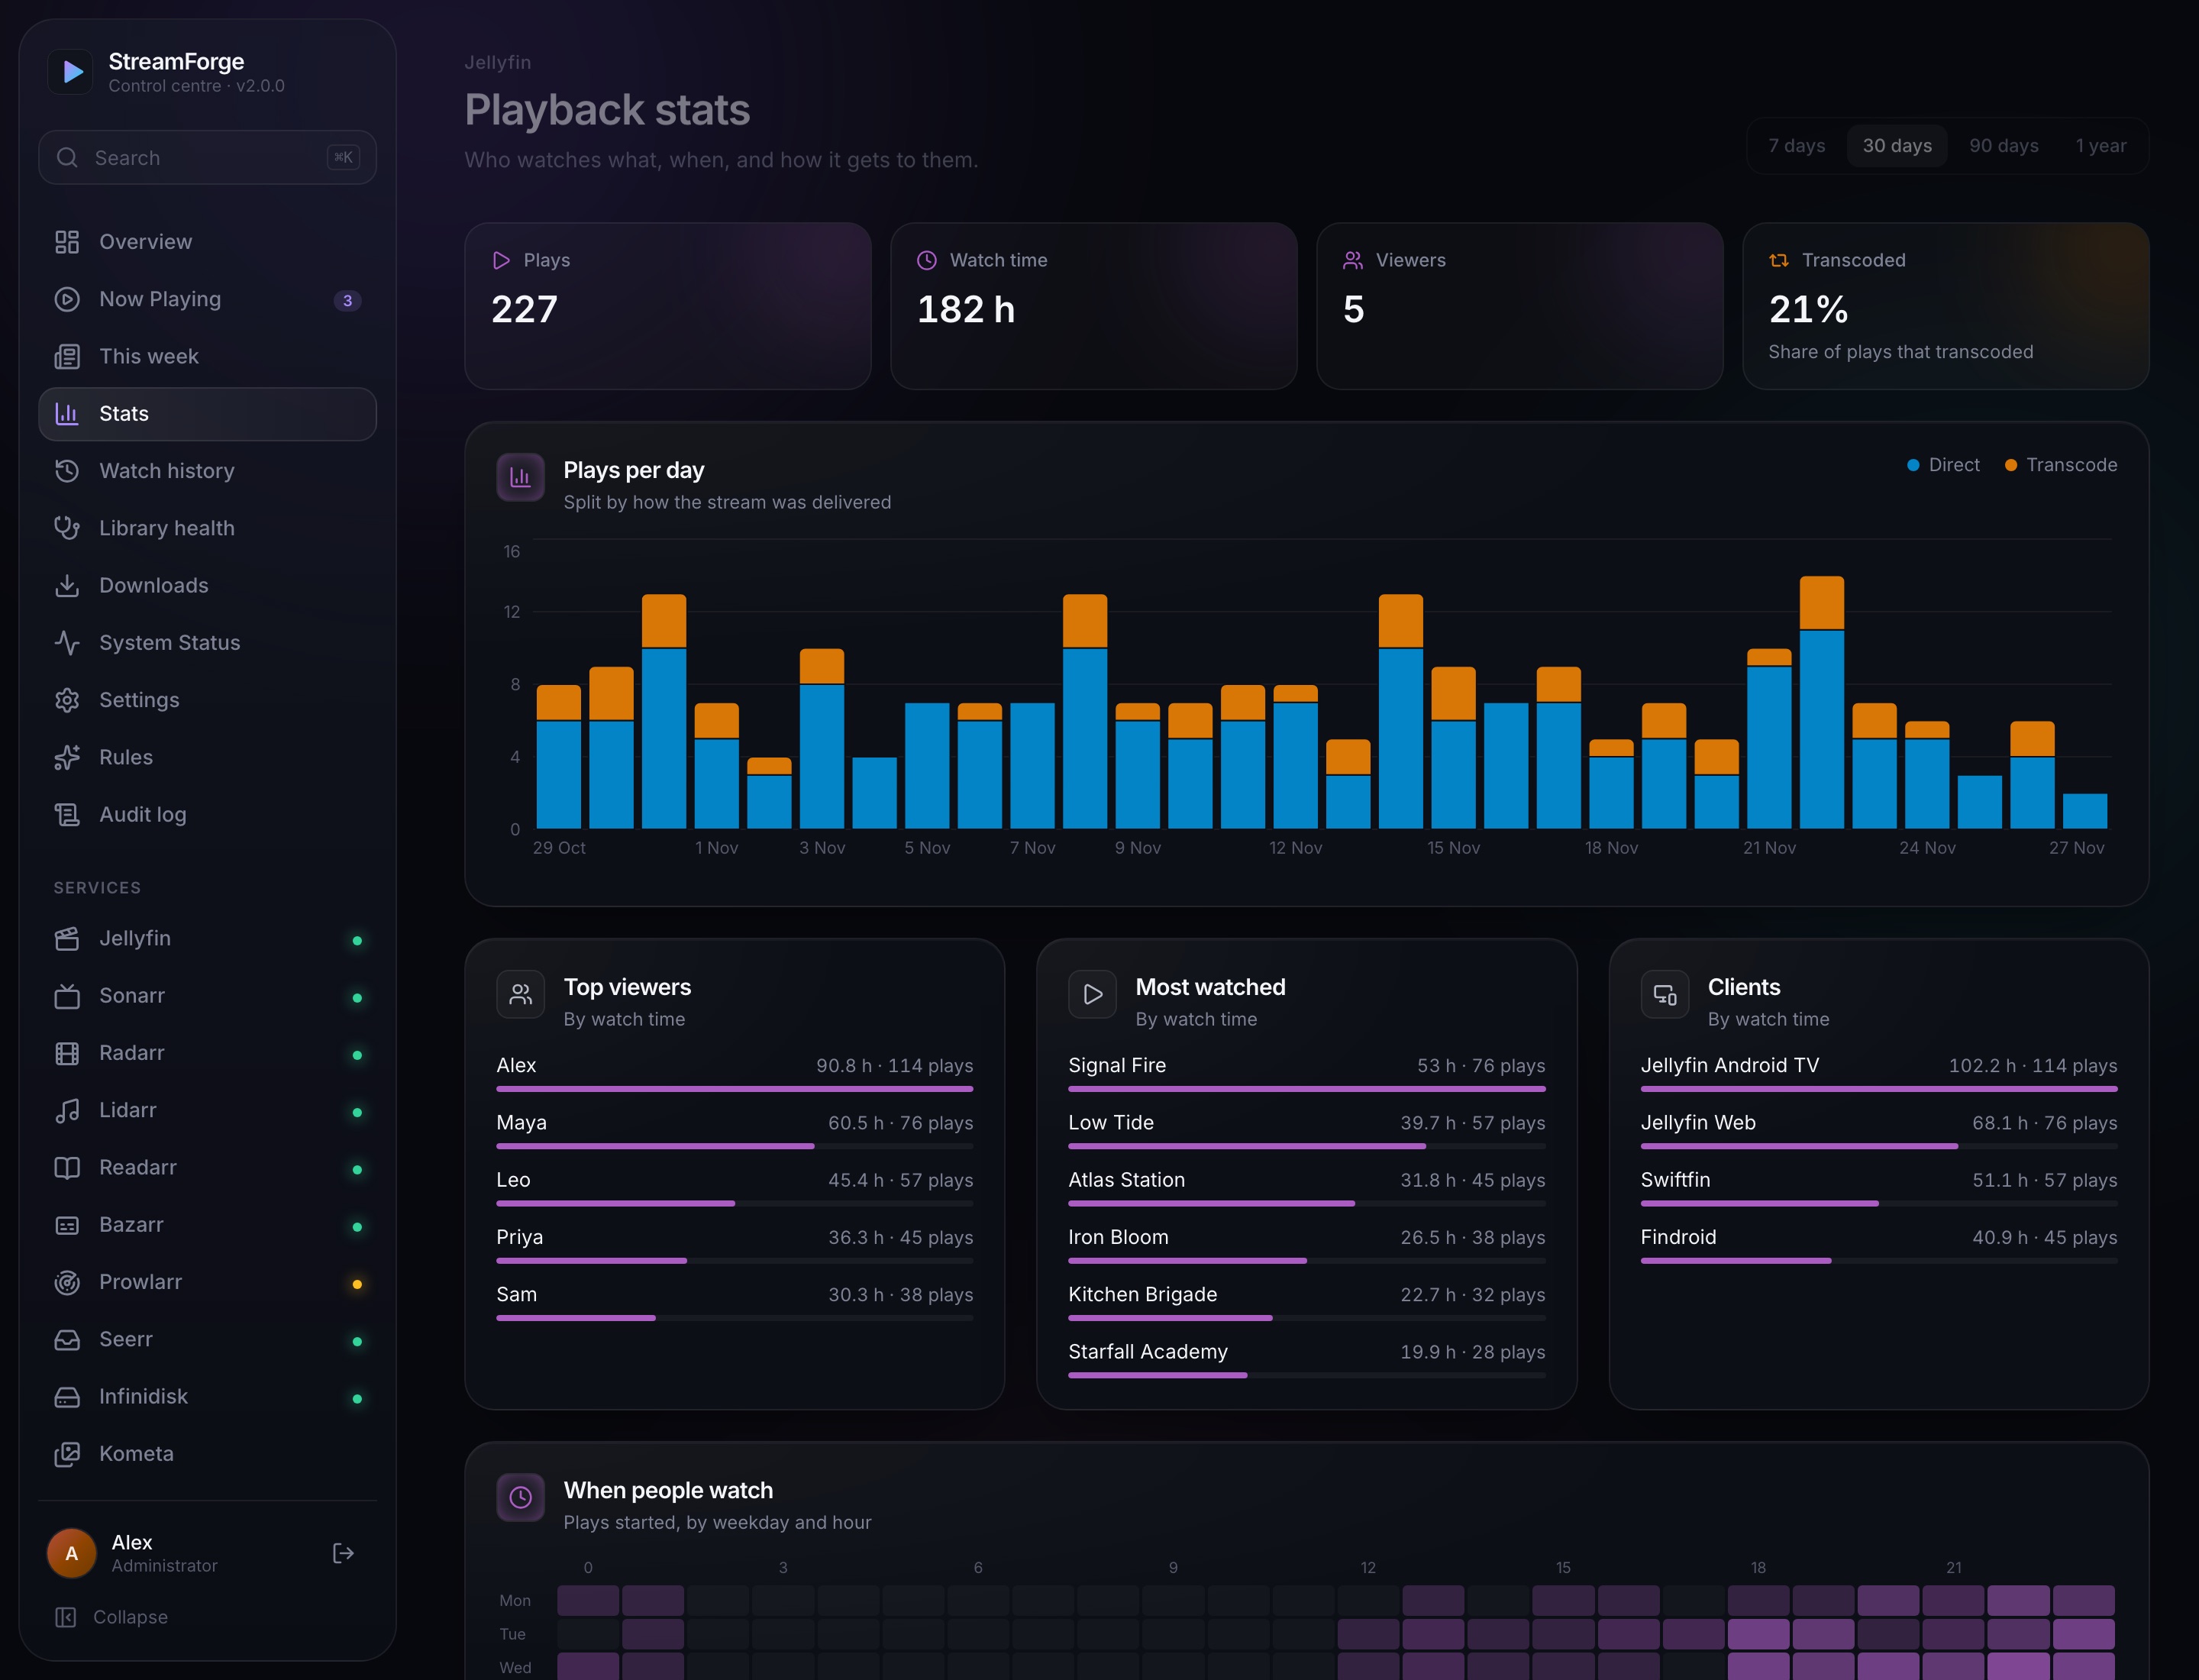 StreamForge
Control centre · v2.0.0
Search
⌘K
Overview
Now Playing
3
This week
Stats
Watch history
Library health
Downloads
System Status
Settings
Rules
Audit log
SERVICES
Jellyfin
Sonarr
Radarr
Lidarr
Readarr
Bazarr
Prowlarr
Seerr
Infinidisk
Kometa
A
Alex
Administrator
Collapse
Jellyfin
Playback stats
Who watches what, when, and how it gets to them.
7 days 30 days 90 days 1 year
Plays
227
Watch time
182 h
Viewers
5
Transcoded
21%
Share of plays that transcoded
Plays per day
Split by how the stream was delivered
Direct Transcode
16
12
8
4
0
29 Oct 1 Nov 3 Nov 5 Nov 7 Nov 9 Nov 12 Nov 15 Nov 18 Nov 21 Nov 24 Nov 27 Nov
Top viewers
By watch time
Alex 90.8 h · 114 plays
Maya 60.5 h · 76 plays
Leo 45.4 h · 57 plays
Priya 36.3 h · 45 plays
Sam 30.3 h · 38 plays
Most watched
By watch time
Signal Fire 53 h · 76 plays
Low Tide 39.7 h · 57 plays
Atlas Station 31.8 h · 45 plays
Iron Bloom 26.5 h · 38 plays
Kitchen Brigade 22.7 h · 32 plays
Starfall Academy 19.9 h · 28 plays
Clients
By watch time
Jellyfin Android TV 102.2 h · 114 plays
Jellyfin Web 68.1 h · 76 plays
Swiftfin 51.1 h · 57 plays
Findroid 40.9 h · 45 plays
When people watch
Plays started, by weekday and hour
0 3 6 9 12 15 18 21
Mon
Tue
Wed